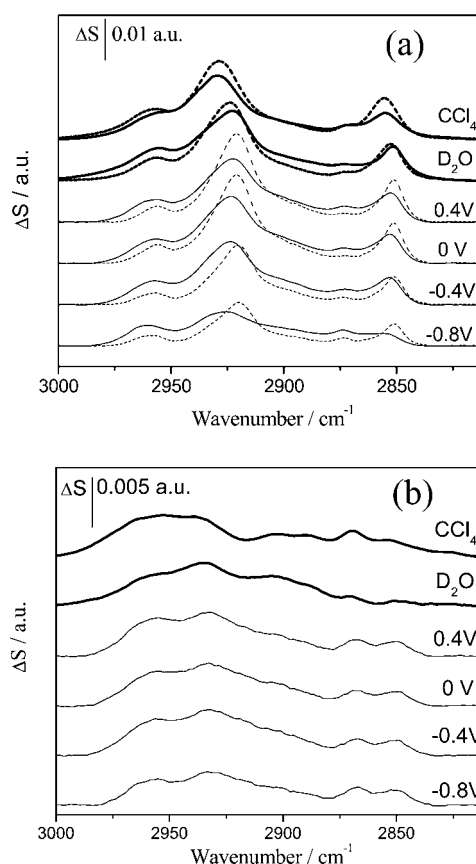 ΔS 0.01 a.u.
(a)
CCl₄
D₂O
0.4V
0 V
-0.4V
-0.8V
ΔS / a.u.
3000 2950 2900 2850
Wavenumber / cm⁻¹
ΔS 0.005 a.u.
(b)
CCl₄
D₂O
0.4V
0 V
-0.4V
-0.8V
ΔS / a.u.
3000 2950 2900 2850
Wavenumber / cm⁻¹